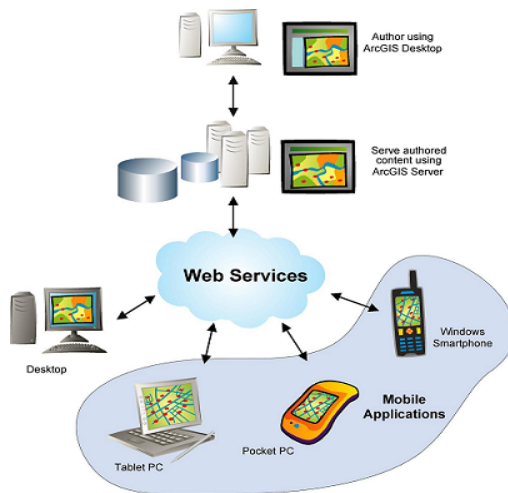 Author using
ArcGIS Desktop
Serve authored
content using
ArcGIS Server
Web Services
Windows
Smartphone
Desktop
Mobile
Applications
Tablet PC
Pocket PC